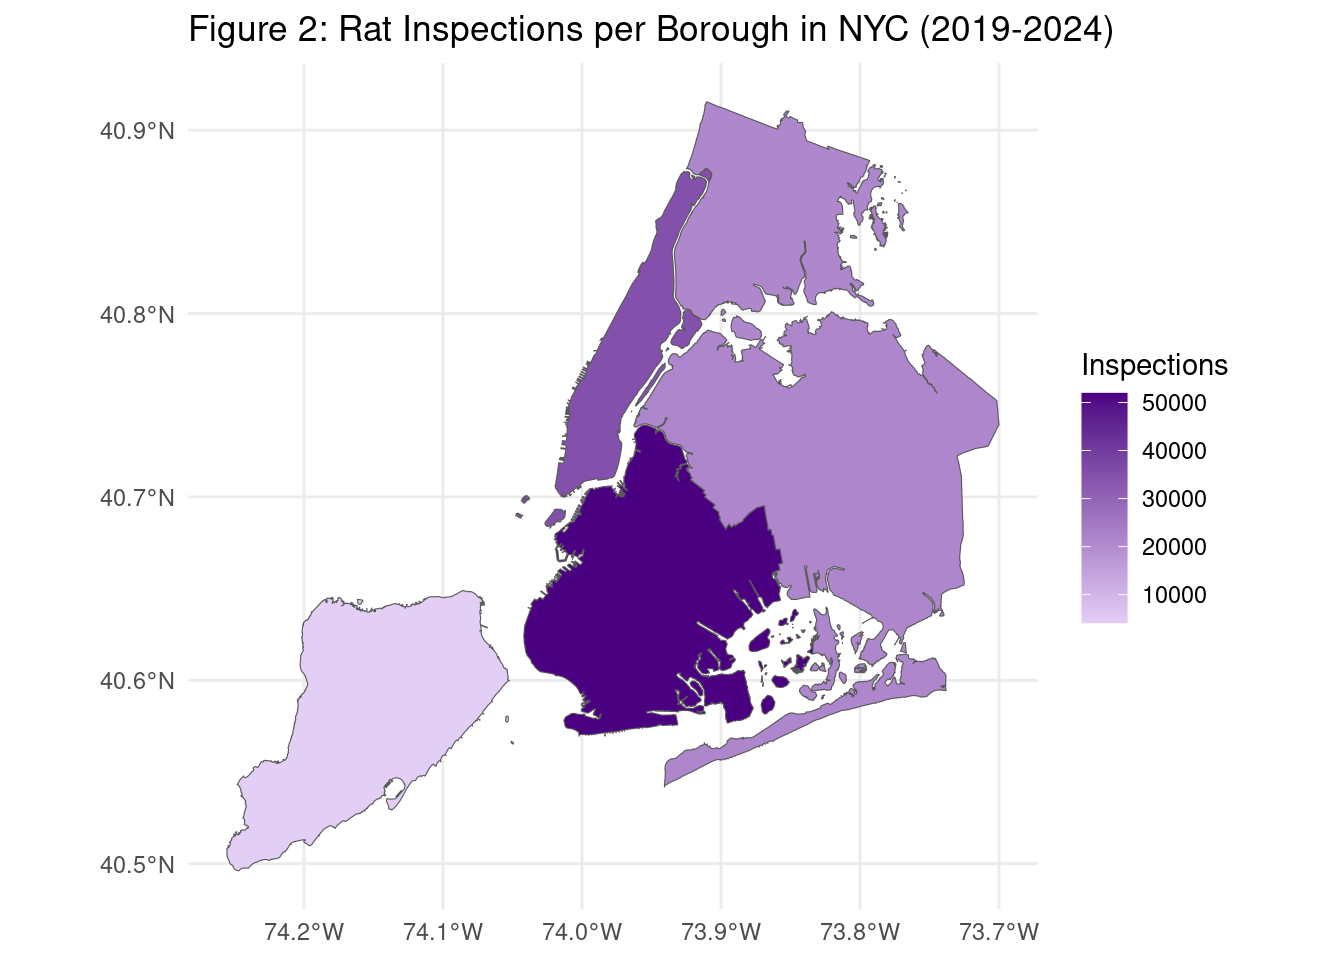 Figure 2: Rat Inspections per Borough in NYC (2019-2024)
40.9°N
40.8°N
40.7°N
40.6°N
40.5°N
74.2°W 74.1°W 74.0°W 73.9°W 73.8°W 73.7°W
Inspections
50000
40000
30000
20000
10000